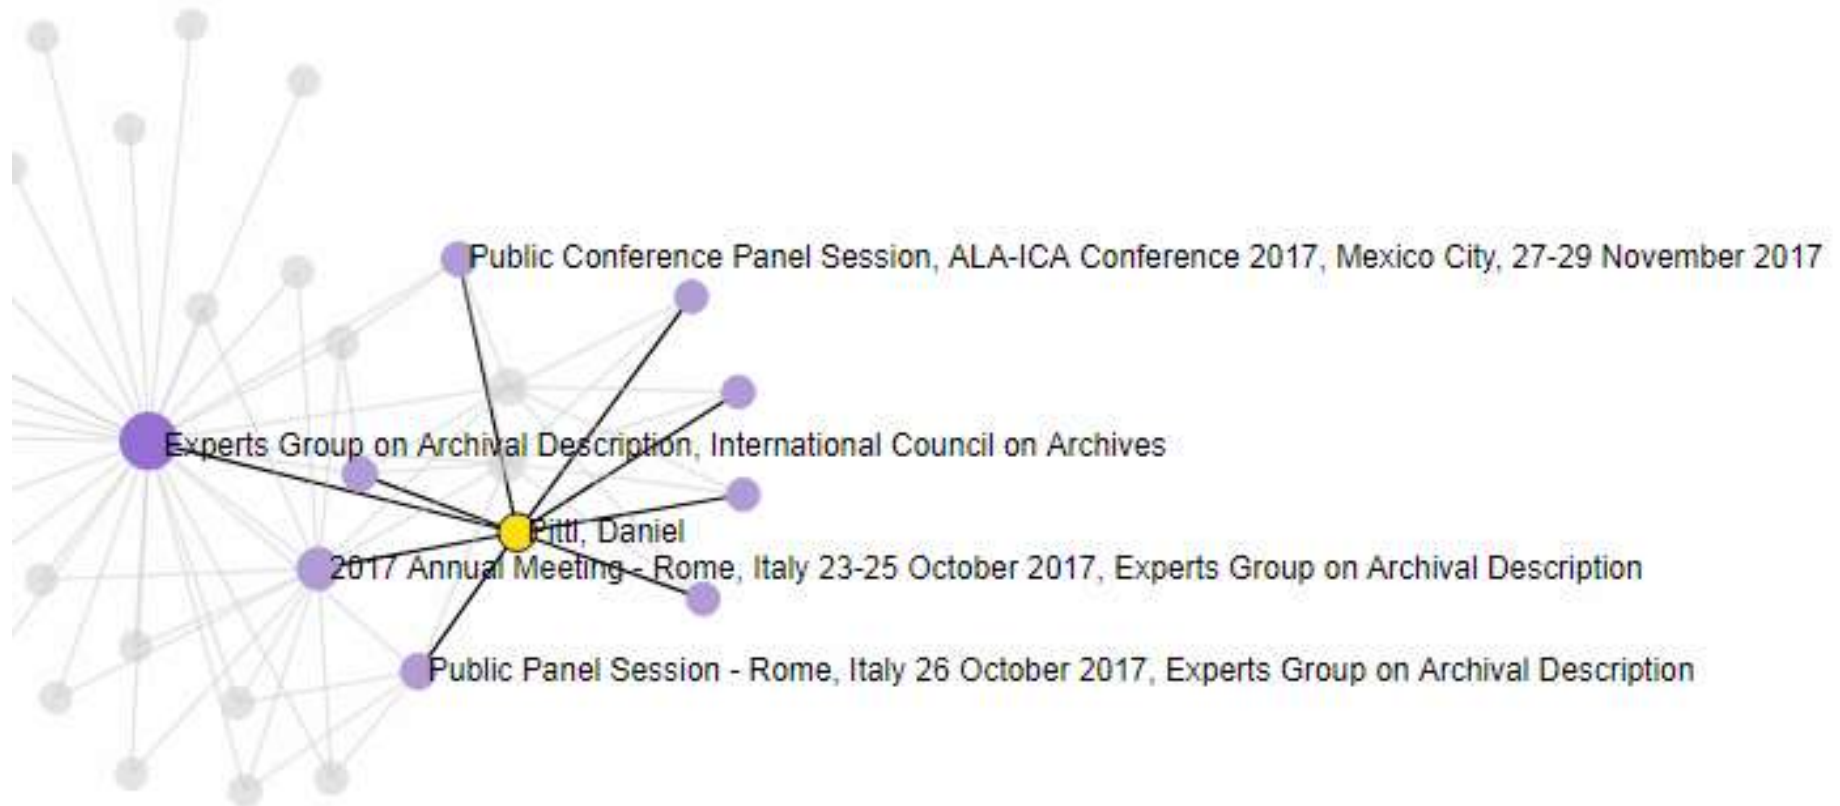 Public Conference Panel Session, ALA-ICA Conference 2017, Mexico City, 27-29 November 2017
Experts Group on Archival Description, International Council on Archives
Pitti, Daniel
2017 Annual Meeting - Rome, Italy 23-25 October 2017, Experts Group on Archival Description
Public Panel Session - Rome, Italy 26 October 2017, Experts Group on Archival Description